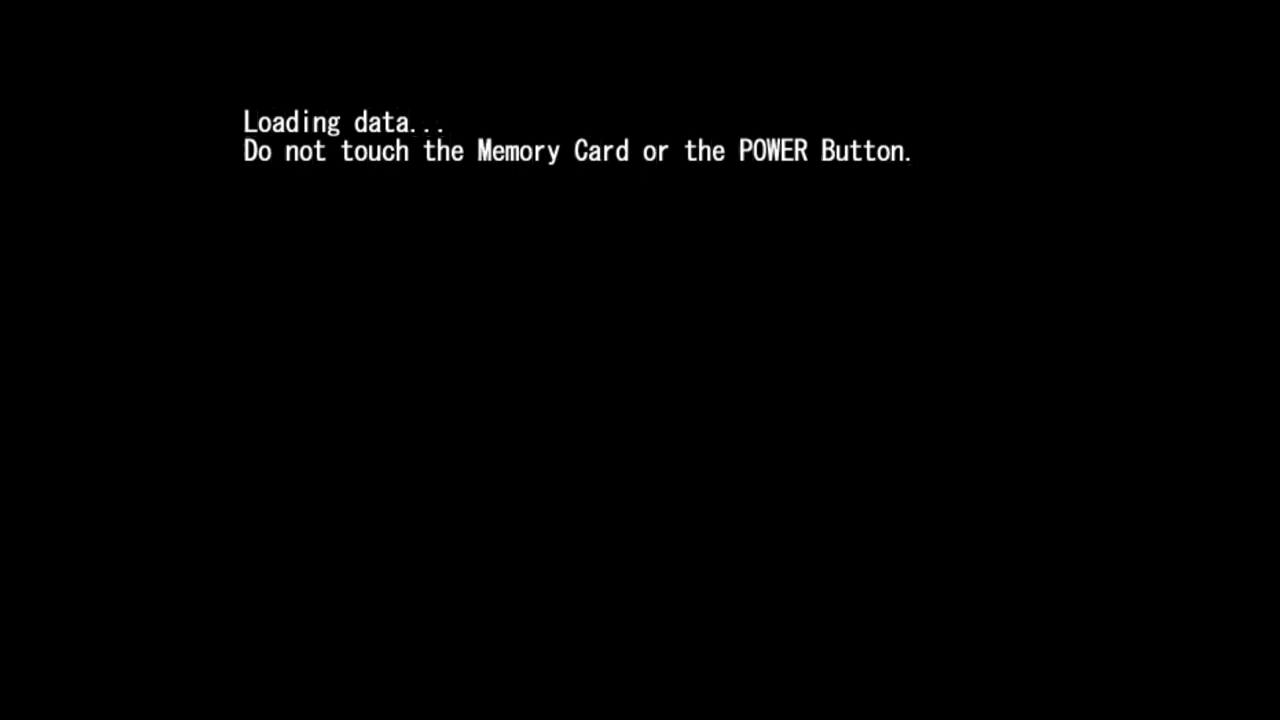 Loading data...
Do not touch the Memory Card or the POWER Button.